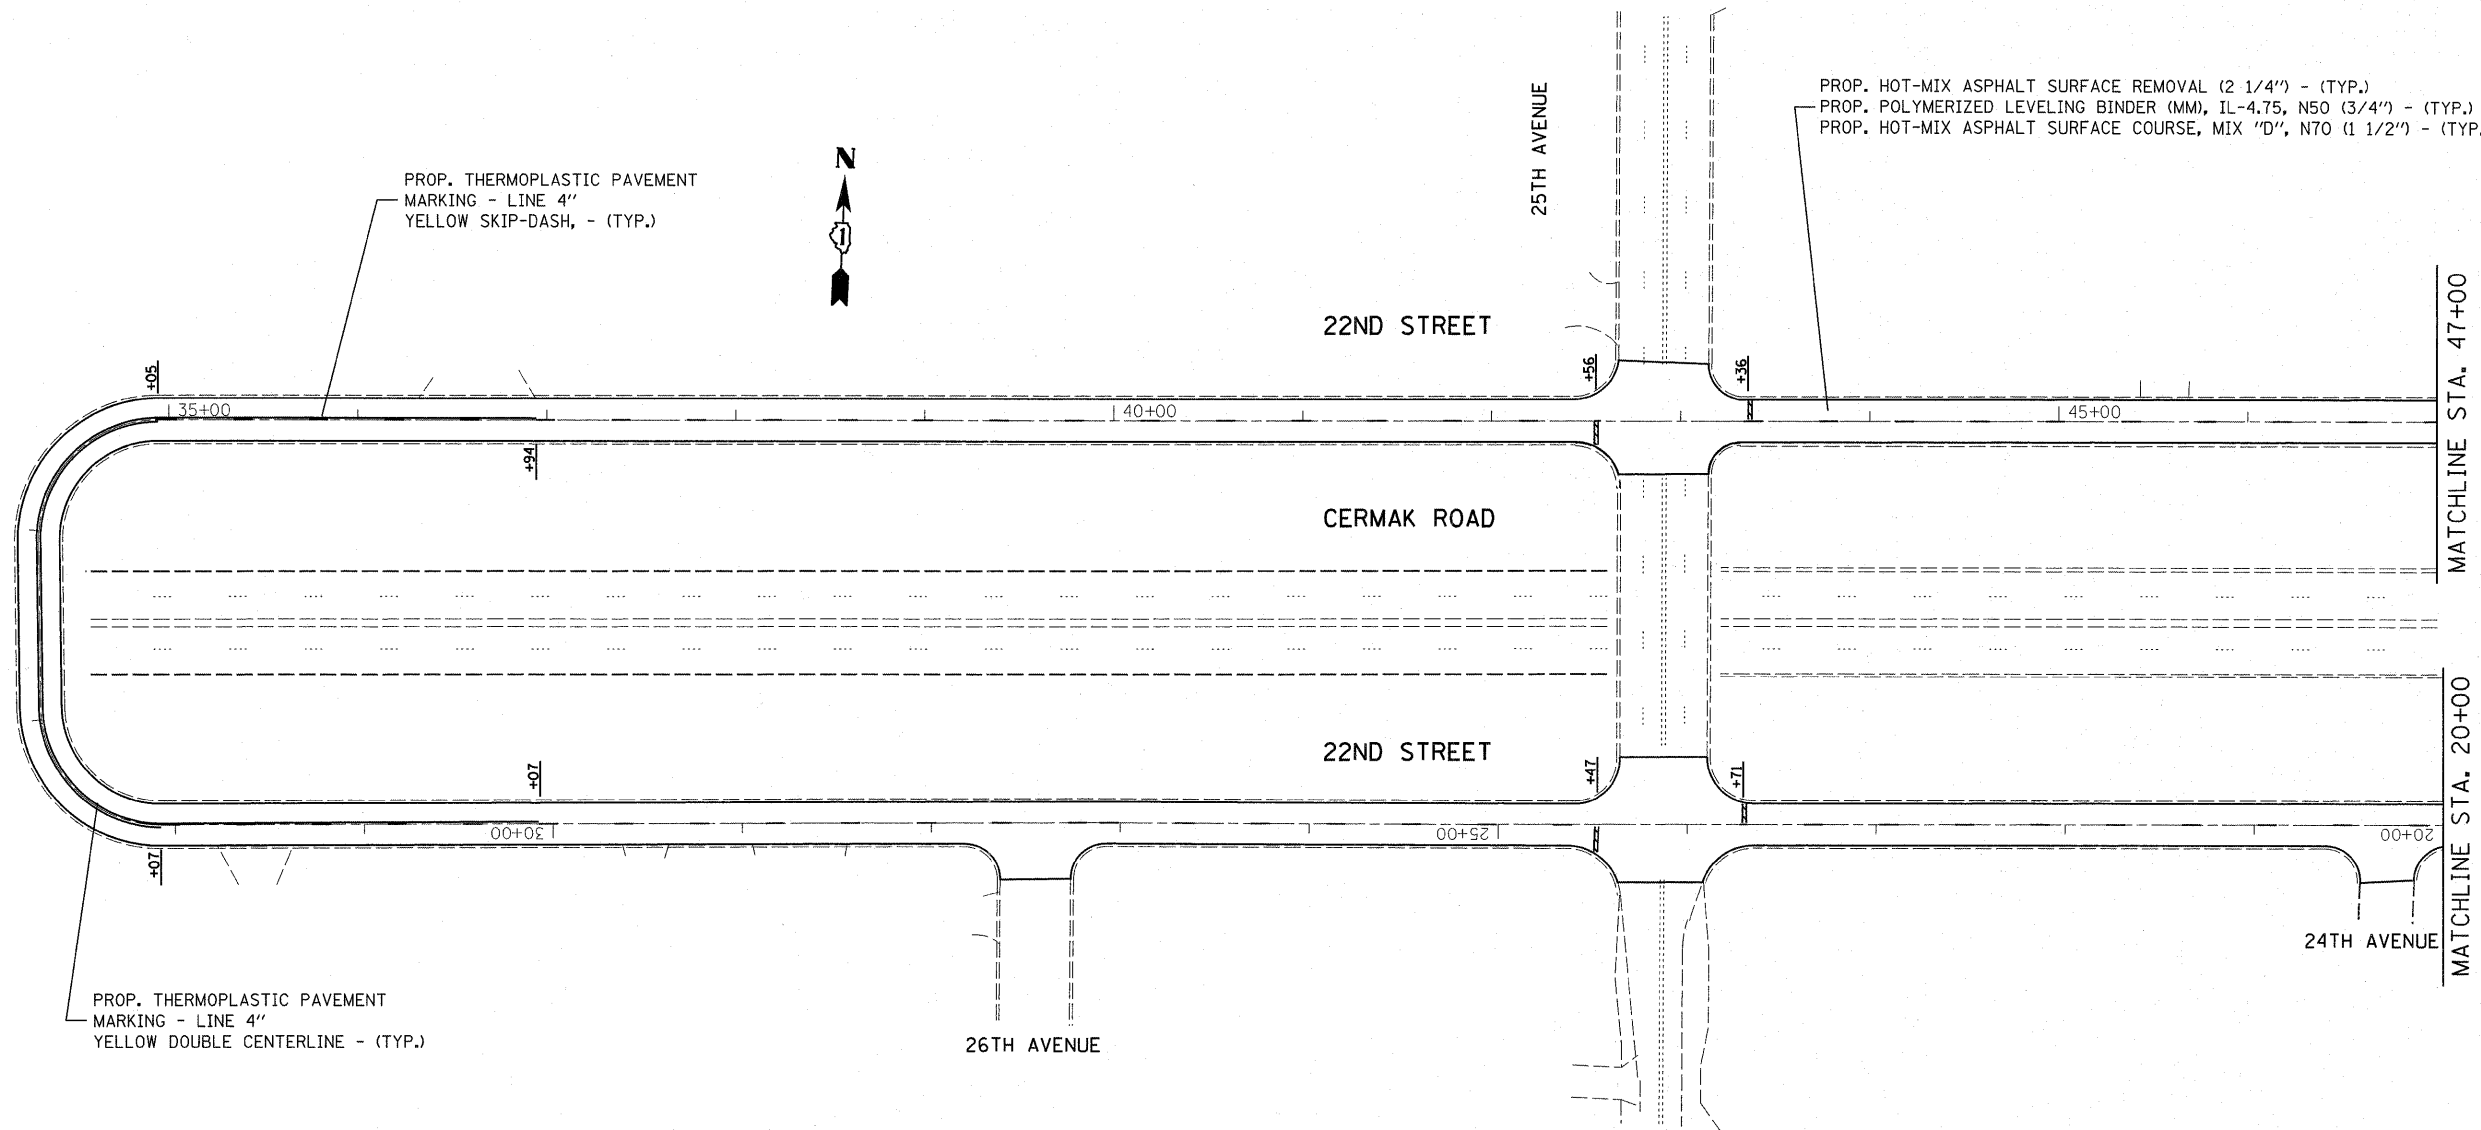 PROP. HOT-MIX ASPHALT SURFACE REMOVAL (2 1/4") - (TYP.)
PROP. POLYMERIZED LEVELING BINDER (MM), IL-4.75, N50 (3/4") - (TYP.)
PROP. HOT-MIX ASPHALT SURFACE COURSE, MIX "D", N70 (1 1/2") - (TYP.
25TH AVENUE
N
1
PROP. THERMOPLASTIC PAVEMENT
MARKING - LINE 4"
YELLOW SKIP-DASH, - (TYP.)
22ND STREET
MATCHLINE STA. 47+00
+05
+56
+36
35+00
40+00
45+00
+94
CERMAK ROAD
22ND STREET
MATCHLINE STA. 20+00
+07
+47
+71
30+00
25+00
20+00
+07
24TH AVENUE
PROP. THERMOPLASTIC PAVEMENT
MARKING - LINE 4"
YELLOW DOUBLE CENTERLINE - (TYP.)
26TH AVENUE